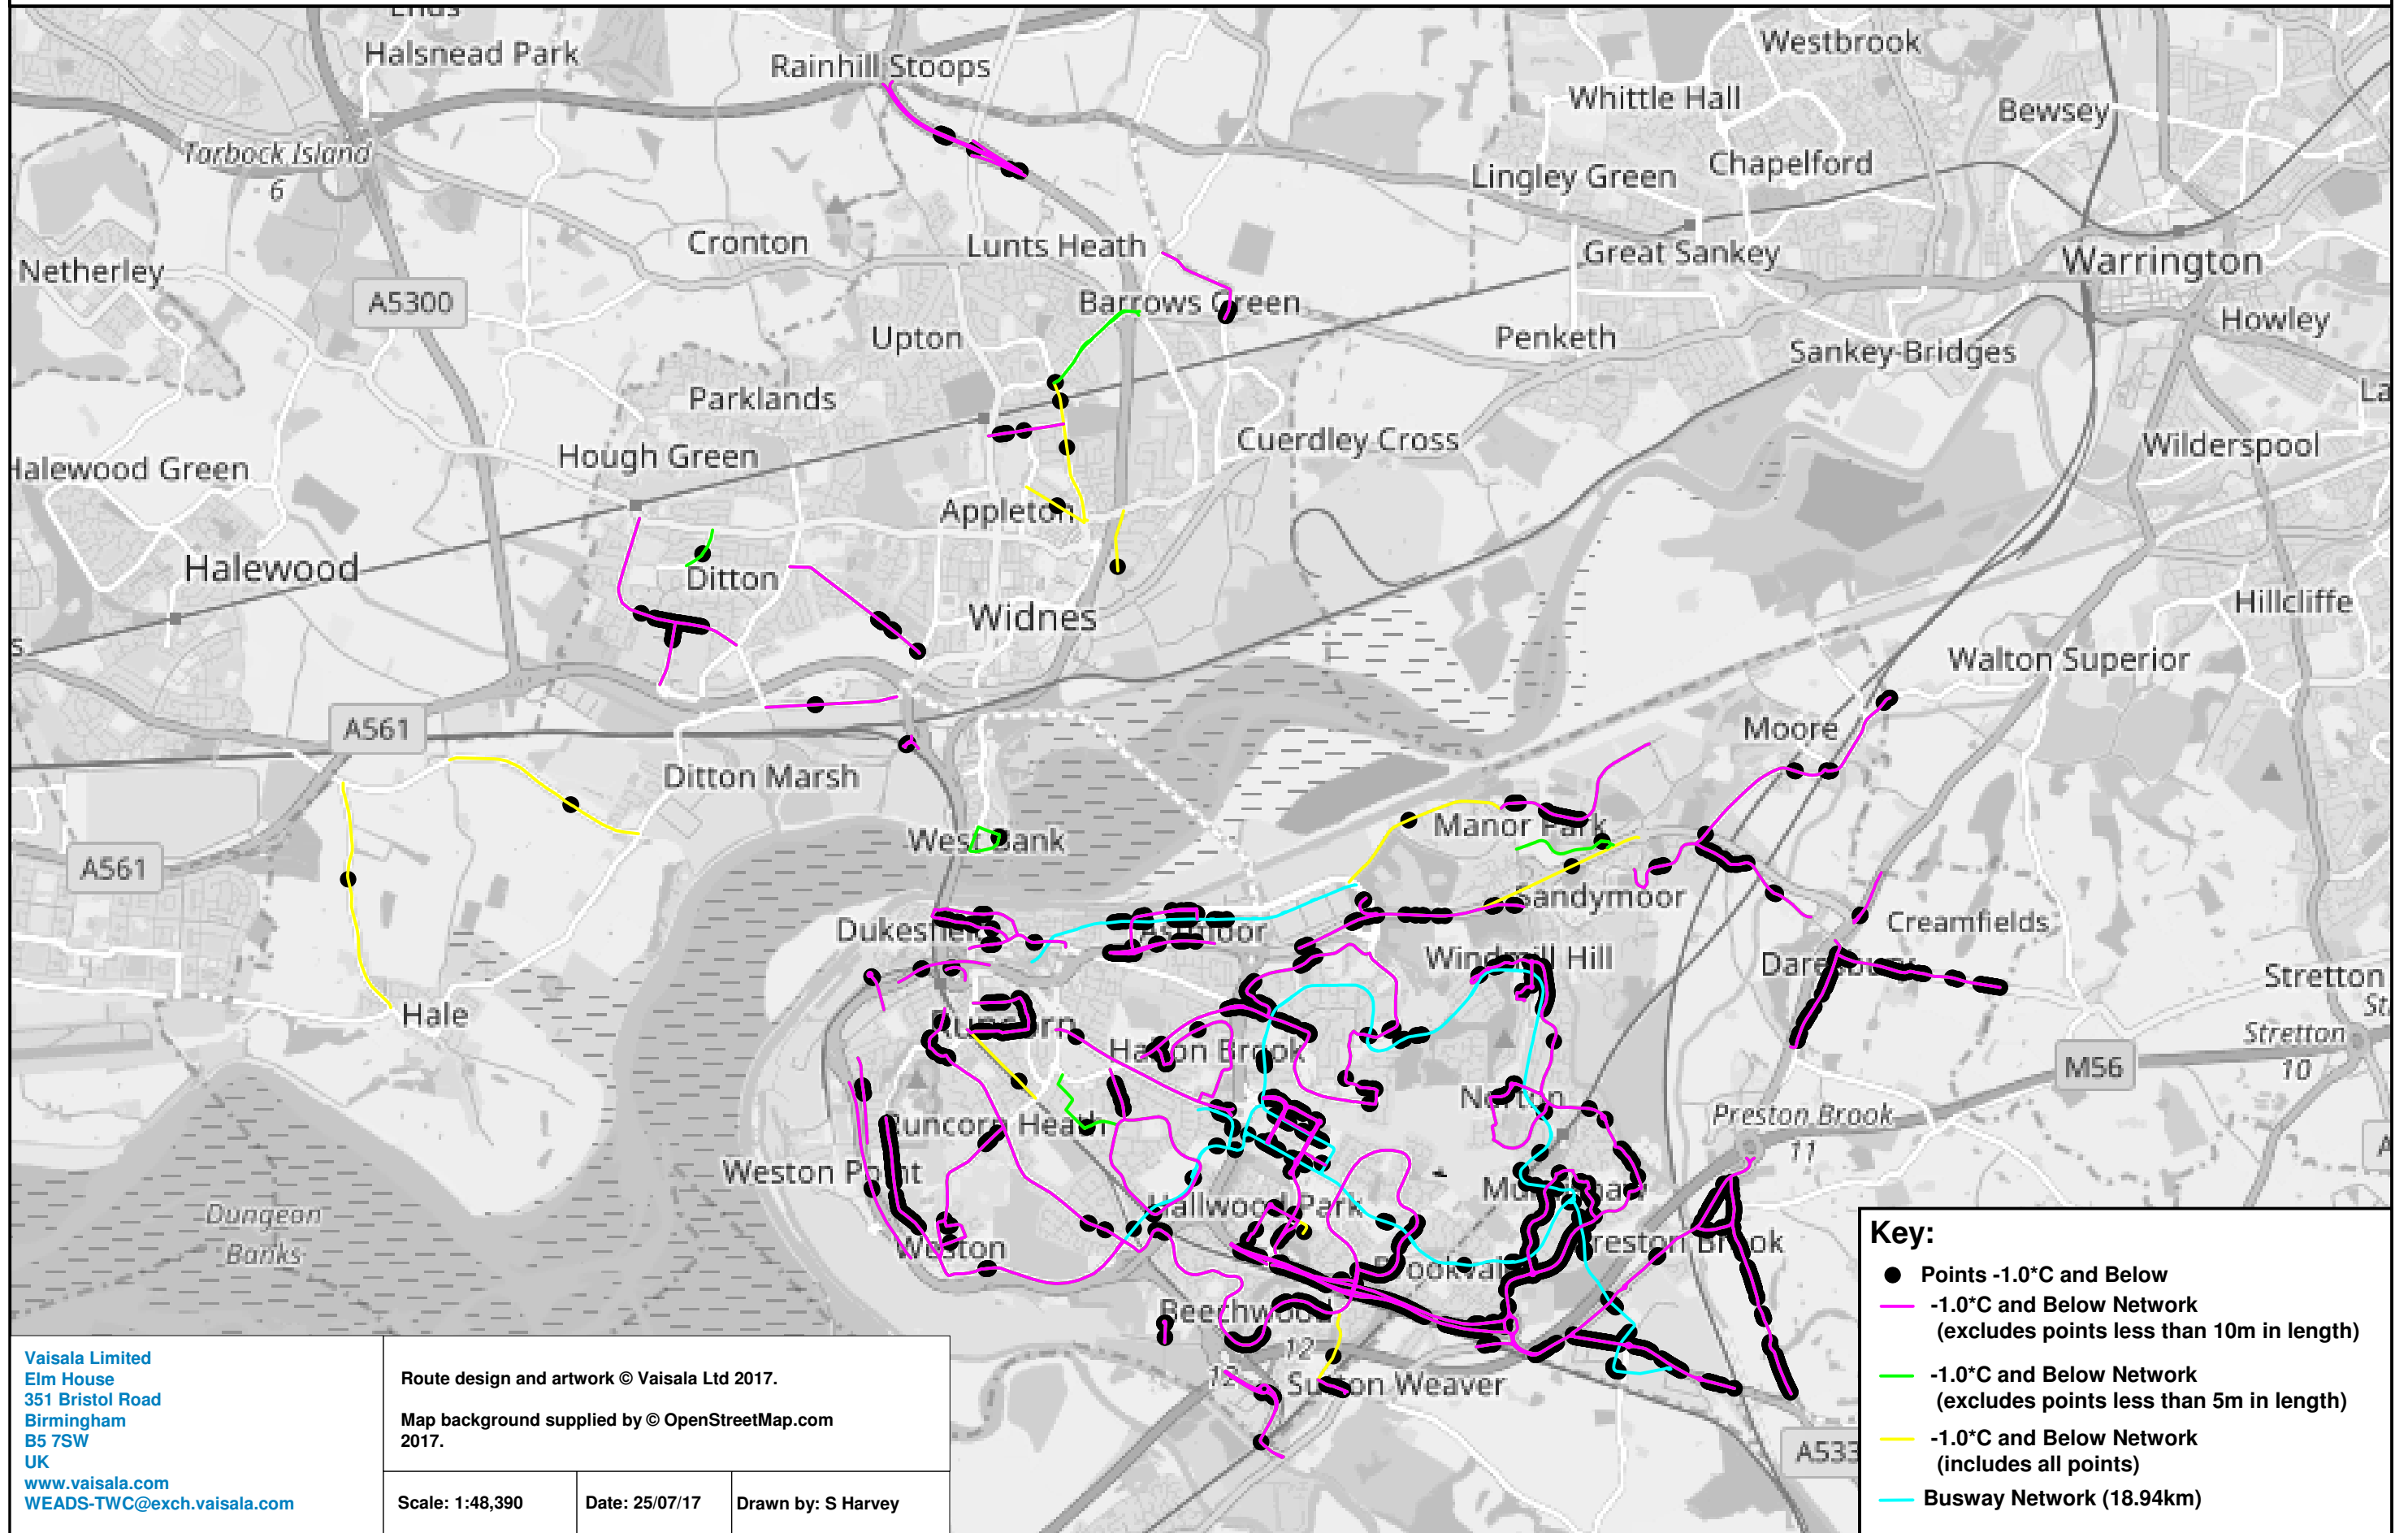 Halsnead Park
Rainhill Stoops
Westbrook
Whittle Hall
Bewsey
Tarbock Island
6
Lingley Green
Chapelford
Cronton
Lunts Heath
Great Sankey
Warrington
Netherley
A5300
Barrows Green
Howley
Upton
Penketh
Sankey-Bridges
Parklands
Hough Green
Cuerdley Cross
Wilderspool
Halewood Green
Appleton
Halewood
Ditton
Widnes
Hillcliffe
Walton Superior
A561
Moore
Ditton Marsh
West Bank
Manor Park
A561
Sandymoor
Creamfields
Astmoor
Windmill Hill
Daresbury
Stretton
Hale
Runcorn
Halton Brook
Stretton
10
M56
Norton
Preston Brook
11
Runcorn Heath
Weston Point
Hallwood Park
Dungeon
Banks
Weston
Preston Brook
Brookvale
Beechwood
12
12
Sutton Weaver
A533
Key:
Points -1.0*C and Below
-1.0*C and Below Network
(excludes points less than 10m in length)
-1.0*C and Below Network
(excludes points less than 5m in length)
-1.0*C and Below Network
(includes all points)
Busway Network (18.94km)
Vaisala Limited
Elm House
351 Bristol Road
Birmingham
B5 7SW
UK
www.vaisala.com
WEADS-TWC@exch.vaisala.com
Route design and artwork © Vaisala Ltd 2017.
Map background supplied by © OpenStreetMap.com
2017.
Scale: 1:48,390
Date: 25/07/17
Drawn by: S Harvey